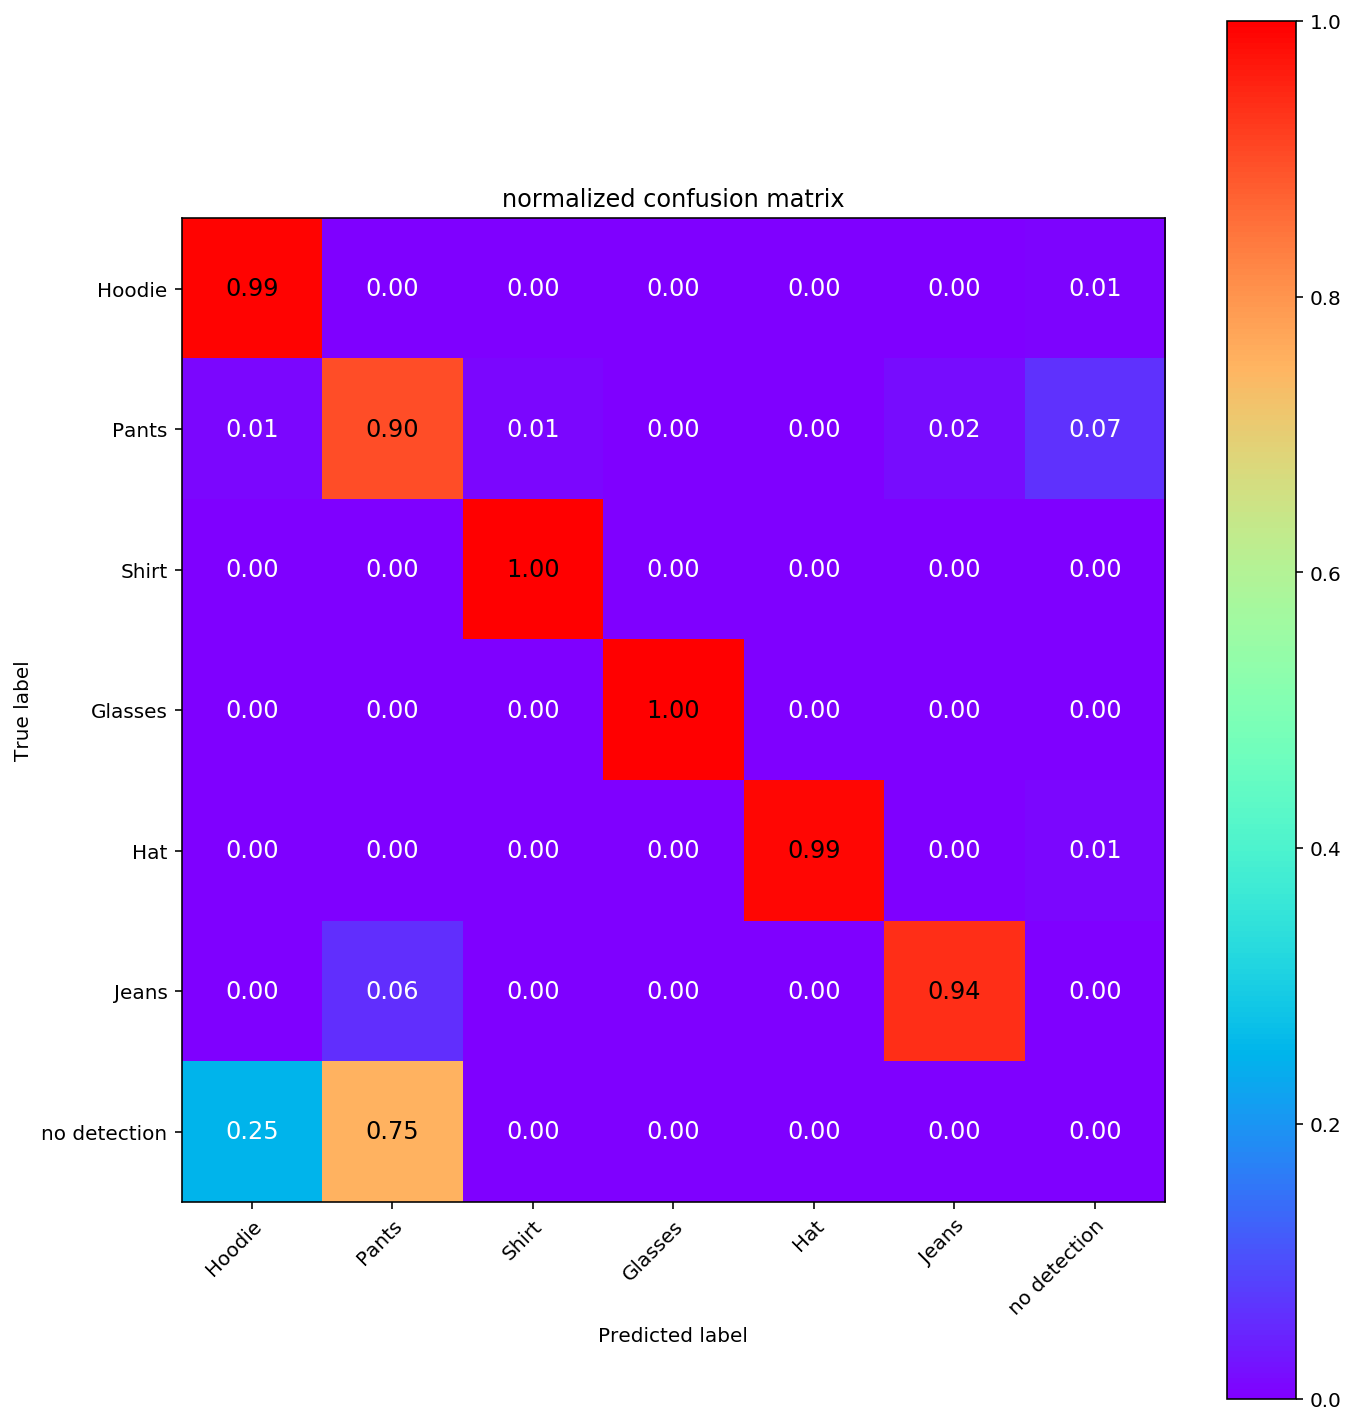 normalized confusion matrix
True label
Hoodie 0.99 0.00 0.00 0.00 0.00 0.00 0.01
Pants 0.01 0.90 0.01 0.00 0.00 0.02 0.07
Shirt 0.00 0.00 1.00 0.00 0.00 0.00 0.00
Glasses 0.00 0.00 0.00 1.00 0.00 0.00 0.00
Hat 0.00 0.00 0.00 0.00 0.99 0.00 0.01
Jeans 0.00 0.06 0.00 0.00 0.00 0.94 0.00
no detection 0.25 0.75 0.00 0.00 0.00 0.00 0.00
Hoodie Pants Shirt Glasses Hat Jeans no detection
Predicted label
1.0
0.8
0.6
0.4
0.2
0.0